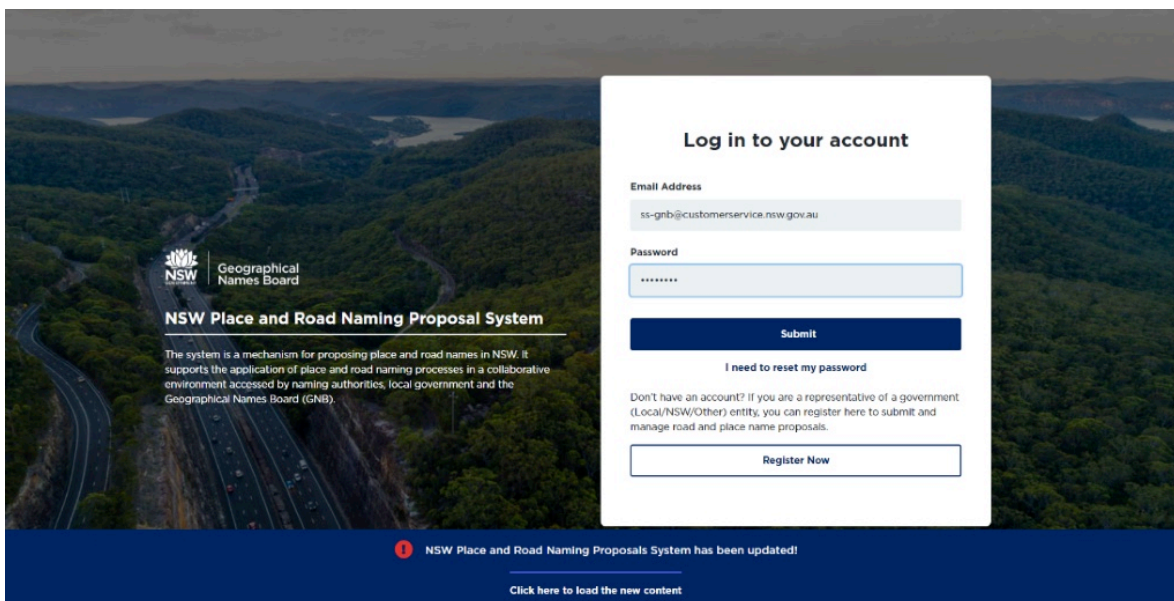 Log in to your account
Email Address
ss-gnb@customerservice.nsw.gov.au
Password
••••••••
Submit
I need to reset my password
Don't have an account? If you are a representative of a government
(Local/NSW/Other) entity, you can register here to submit and
manage road and place name proposals.
Register Now
NSW
Geographical
Names Board
NSW Place and Road Naming Proposal System
The system is a mechanism for proposing place and road names in NSW. It
supports the application of place and road naming processes in a collaborative
environment accessed by naming authorities, local government and the
Geographical Names Board (GNB).
NSW Place and Road Naming Proposals System has been updated!
Click here to load the new content